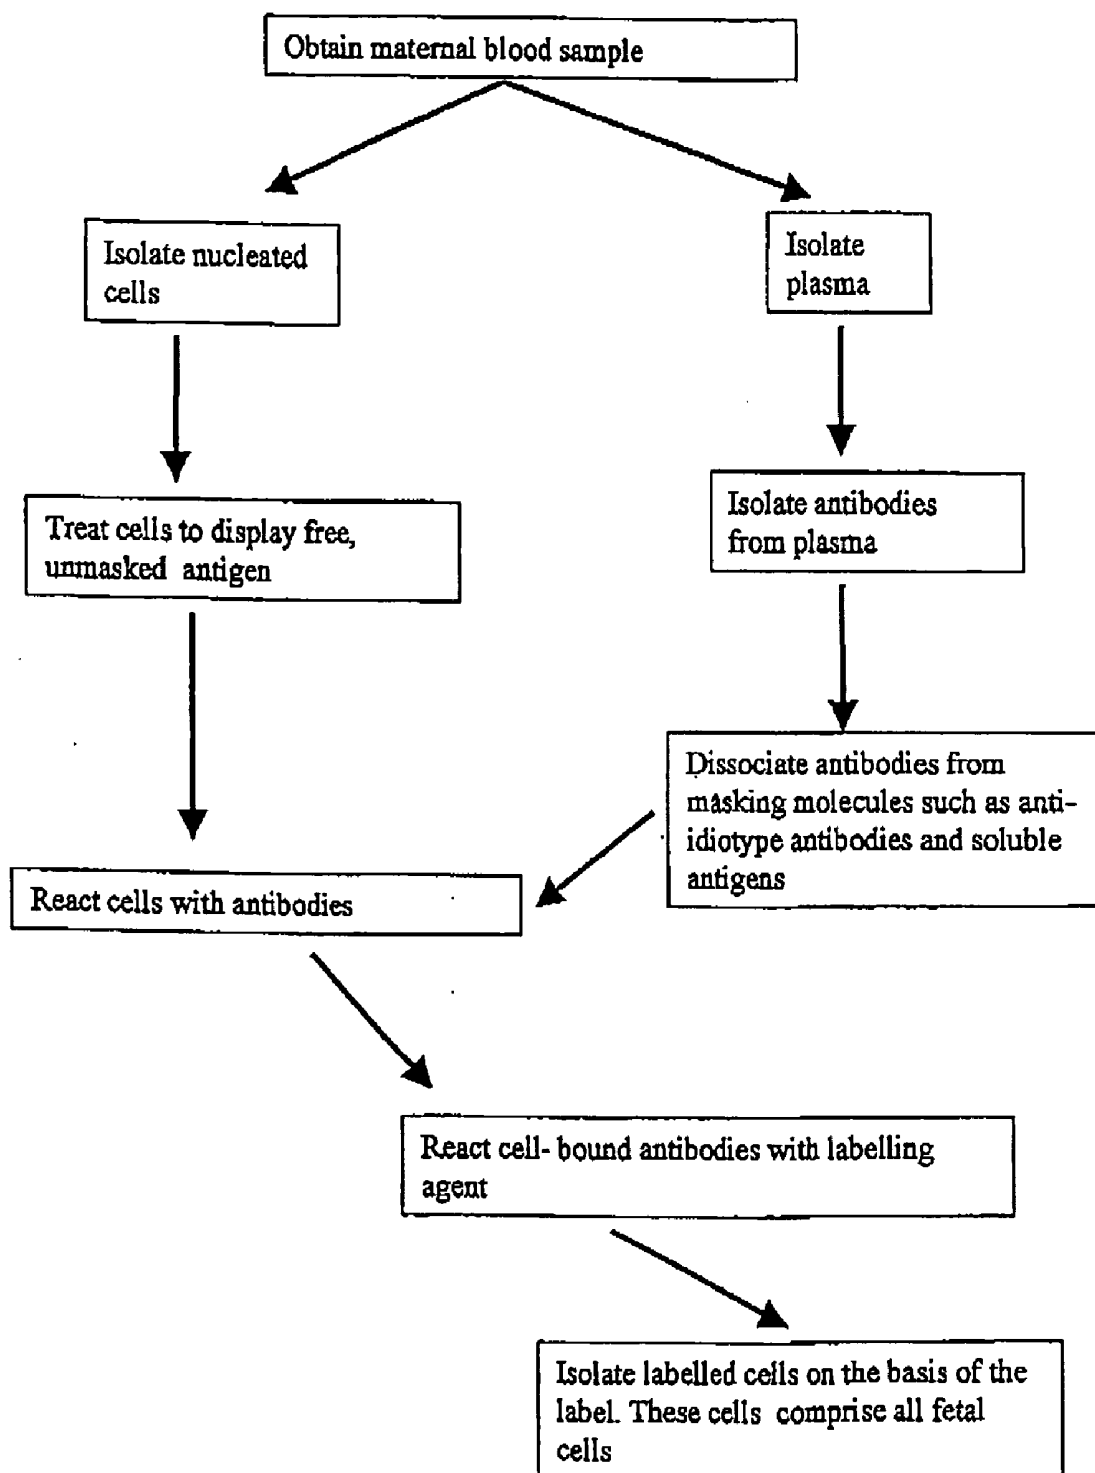 Obtain maternal blood sample
Isolate nucleated
cells
Isolate
plasma
Treat cells to display free,
unmasked antigen
Isolate antibodies
from plasma
Dissociate antibodies from
masking molecules such as anti-
idiotype antibodies and soluble
antigens
React cells with antibodies
React cell- bound antibodies with labelling
agent
Isolate labelled cells on the basis of the
label. These cells comprise all fetal
cells